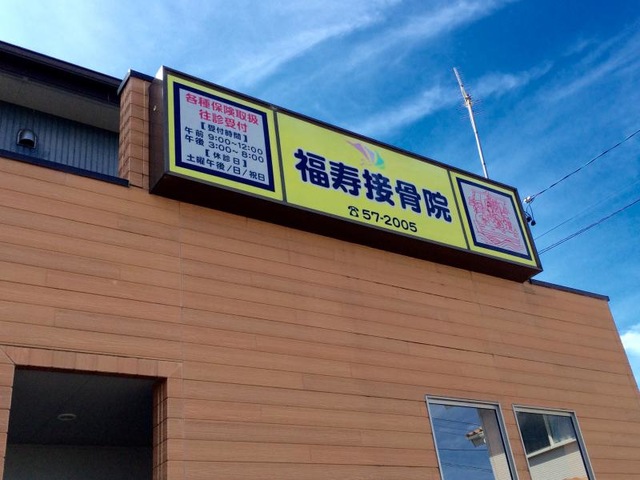 各種保険取扱
往診受付
【受付時間】
午前 9:00~12:00
午後 3:00~8:00
【休診日】
土曜午後/日/祝日
福寿接骨院
☎57-2005